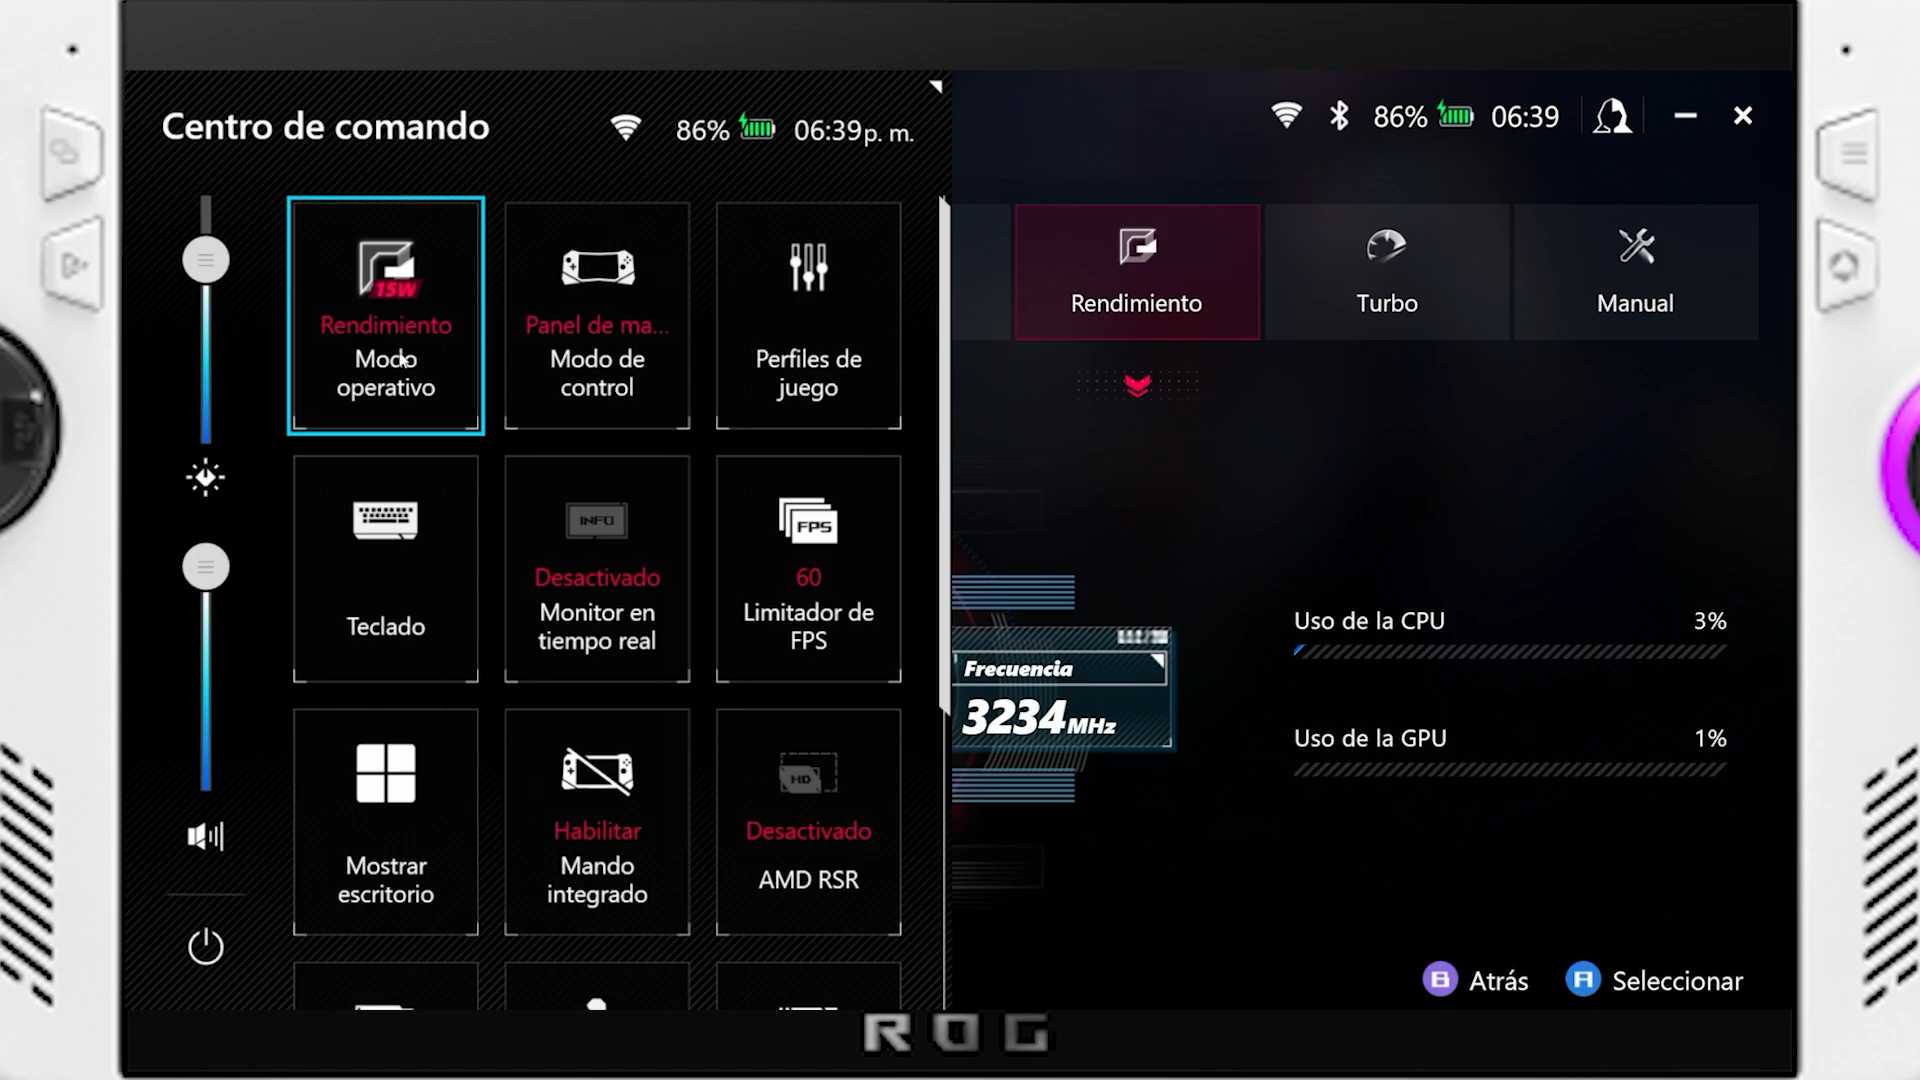 Centro de comando
86%
06:39p. m.
15W
Rendimiento
Modo
operativo
Panel de ma...
Modo de
control
Perfiles de
juego
Teclado
INFO
Desactivado
Monitor en
tiempo real
FPS
60
Limitador de
FPS
Mostrar
escritorio
Habilitar
Mando
integrado
HD
Desactivado
AMD RSR
86%
06:39
Rendimiento
Turbo
Manual
Frecuencia
3234MHz
Uso de la CPU
3%
Uso de la GPU
1%
B Atrás
A Seleccionar
ROG